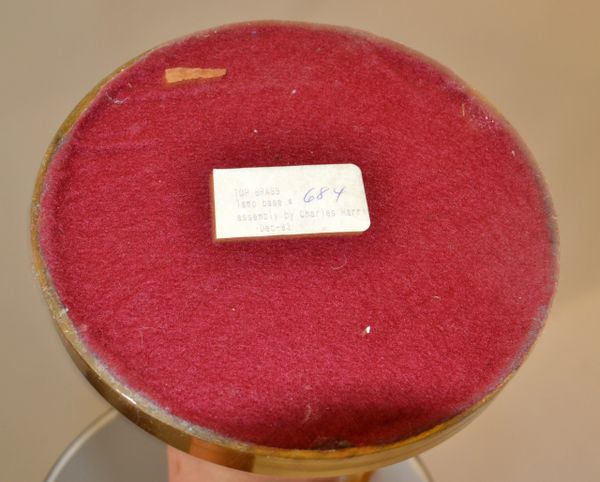 TOP BRASS
lamp base # 684
assembly by Charles Harr
Dec-83